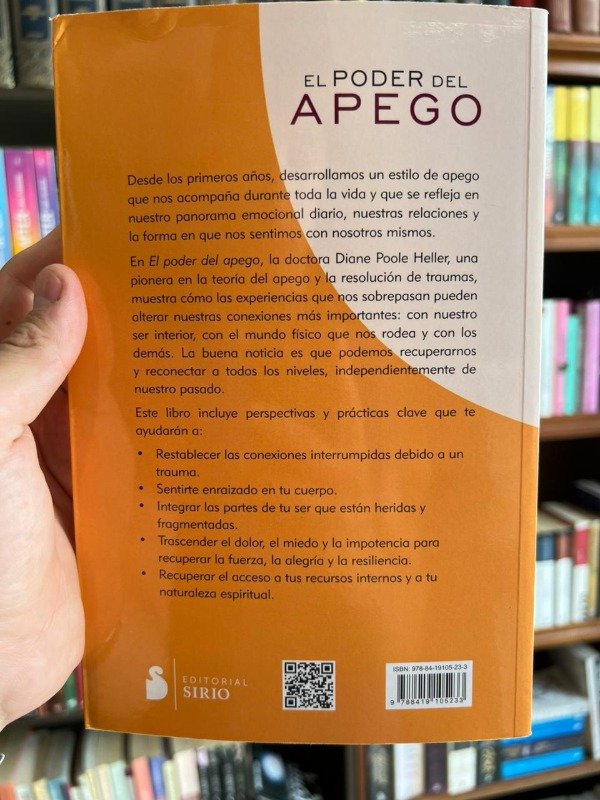 EL PODER DEL
APEGO
Desde los primeros años, desarrollamos un estilo de apego
que nos acompaña durante toda la vida y que se refleja en
nuestro panorama emocional diario, nuestras relaciones y
la forma en que nos sentimos con nosotros mismos.
En El poder del apego, la doctora Diane Poole Heller, una
pionera en la teoría del apego y la resolución de traumas,
muestra cómo las experiencias que nos sobrepasan pueden
alterar nuestras conexiones más importantes: con nuestro
ser interior, con el mundo físico que nos rodea y con los
demás. La buena noticia es que podemos recuperarnos
y reconectar a todos los niveles, independientemente de
nuestro pasado.
Este libro incluye perspectivas y prácticas clave que te
ayudarán a:
• Restablecer las conexiones interrumpidas debido a un
trauma.
• Sentirte enraizado en tu cuerpo.
• Integrar las partes de tu ser que están heridas y
fragmentadas.
• Trascender el dolor, el miedo y la impotencia para
recuperar la fuerza, la alegría y la resiliencia.
• Recuperar el acceso a tus recursos internos y a tu
naturaleza espiritual.
EDITORIAL
SIRIO
ISBN: 978-84-19105-23-3
9 788419 105233